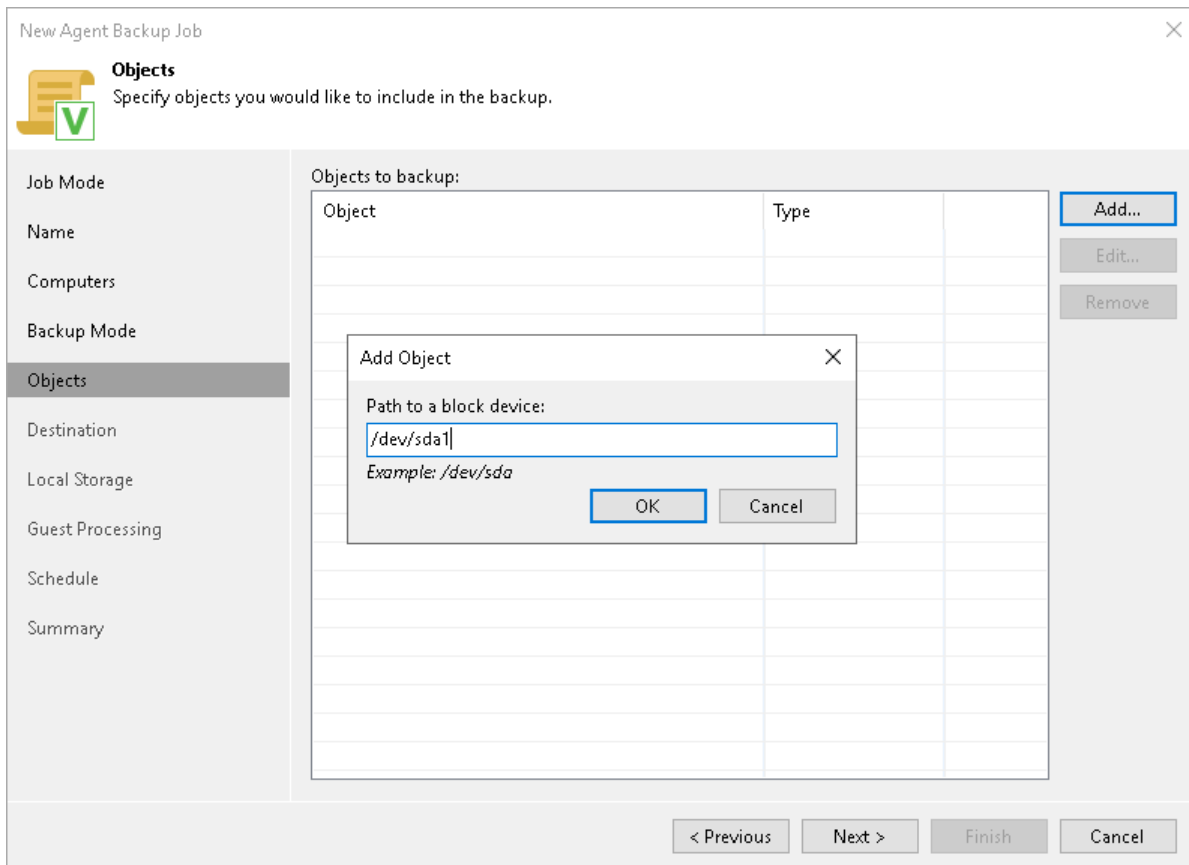 New Agent Backup Job
Objects
Specify objects you would like to include in the backup.
V
Job Mode
Name
Computers
Backup Mode
Objects
Destination
Local Storage
Guest Processing
Schedule
Summary
Objects to backup:
Object Type
Add...
Edit...
Remove
Add Object
Path to a block device:
/dev/sda1
Example: /dev/sda
OK Cancel
< Previous Next > Finish Cancel